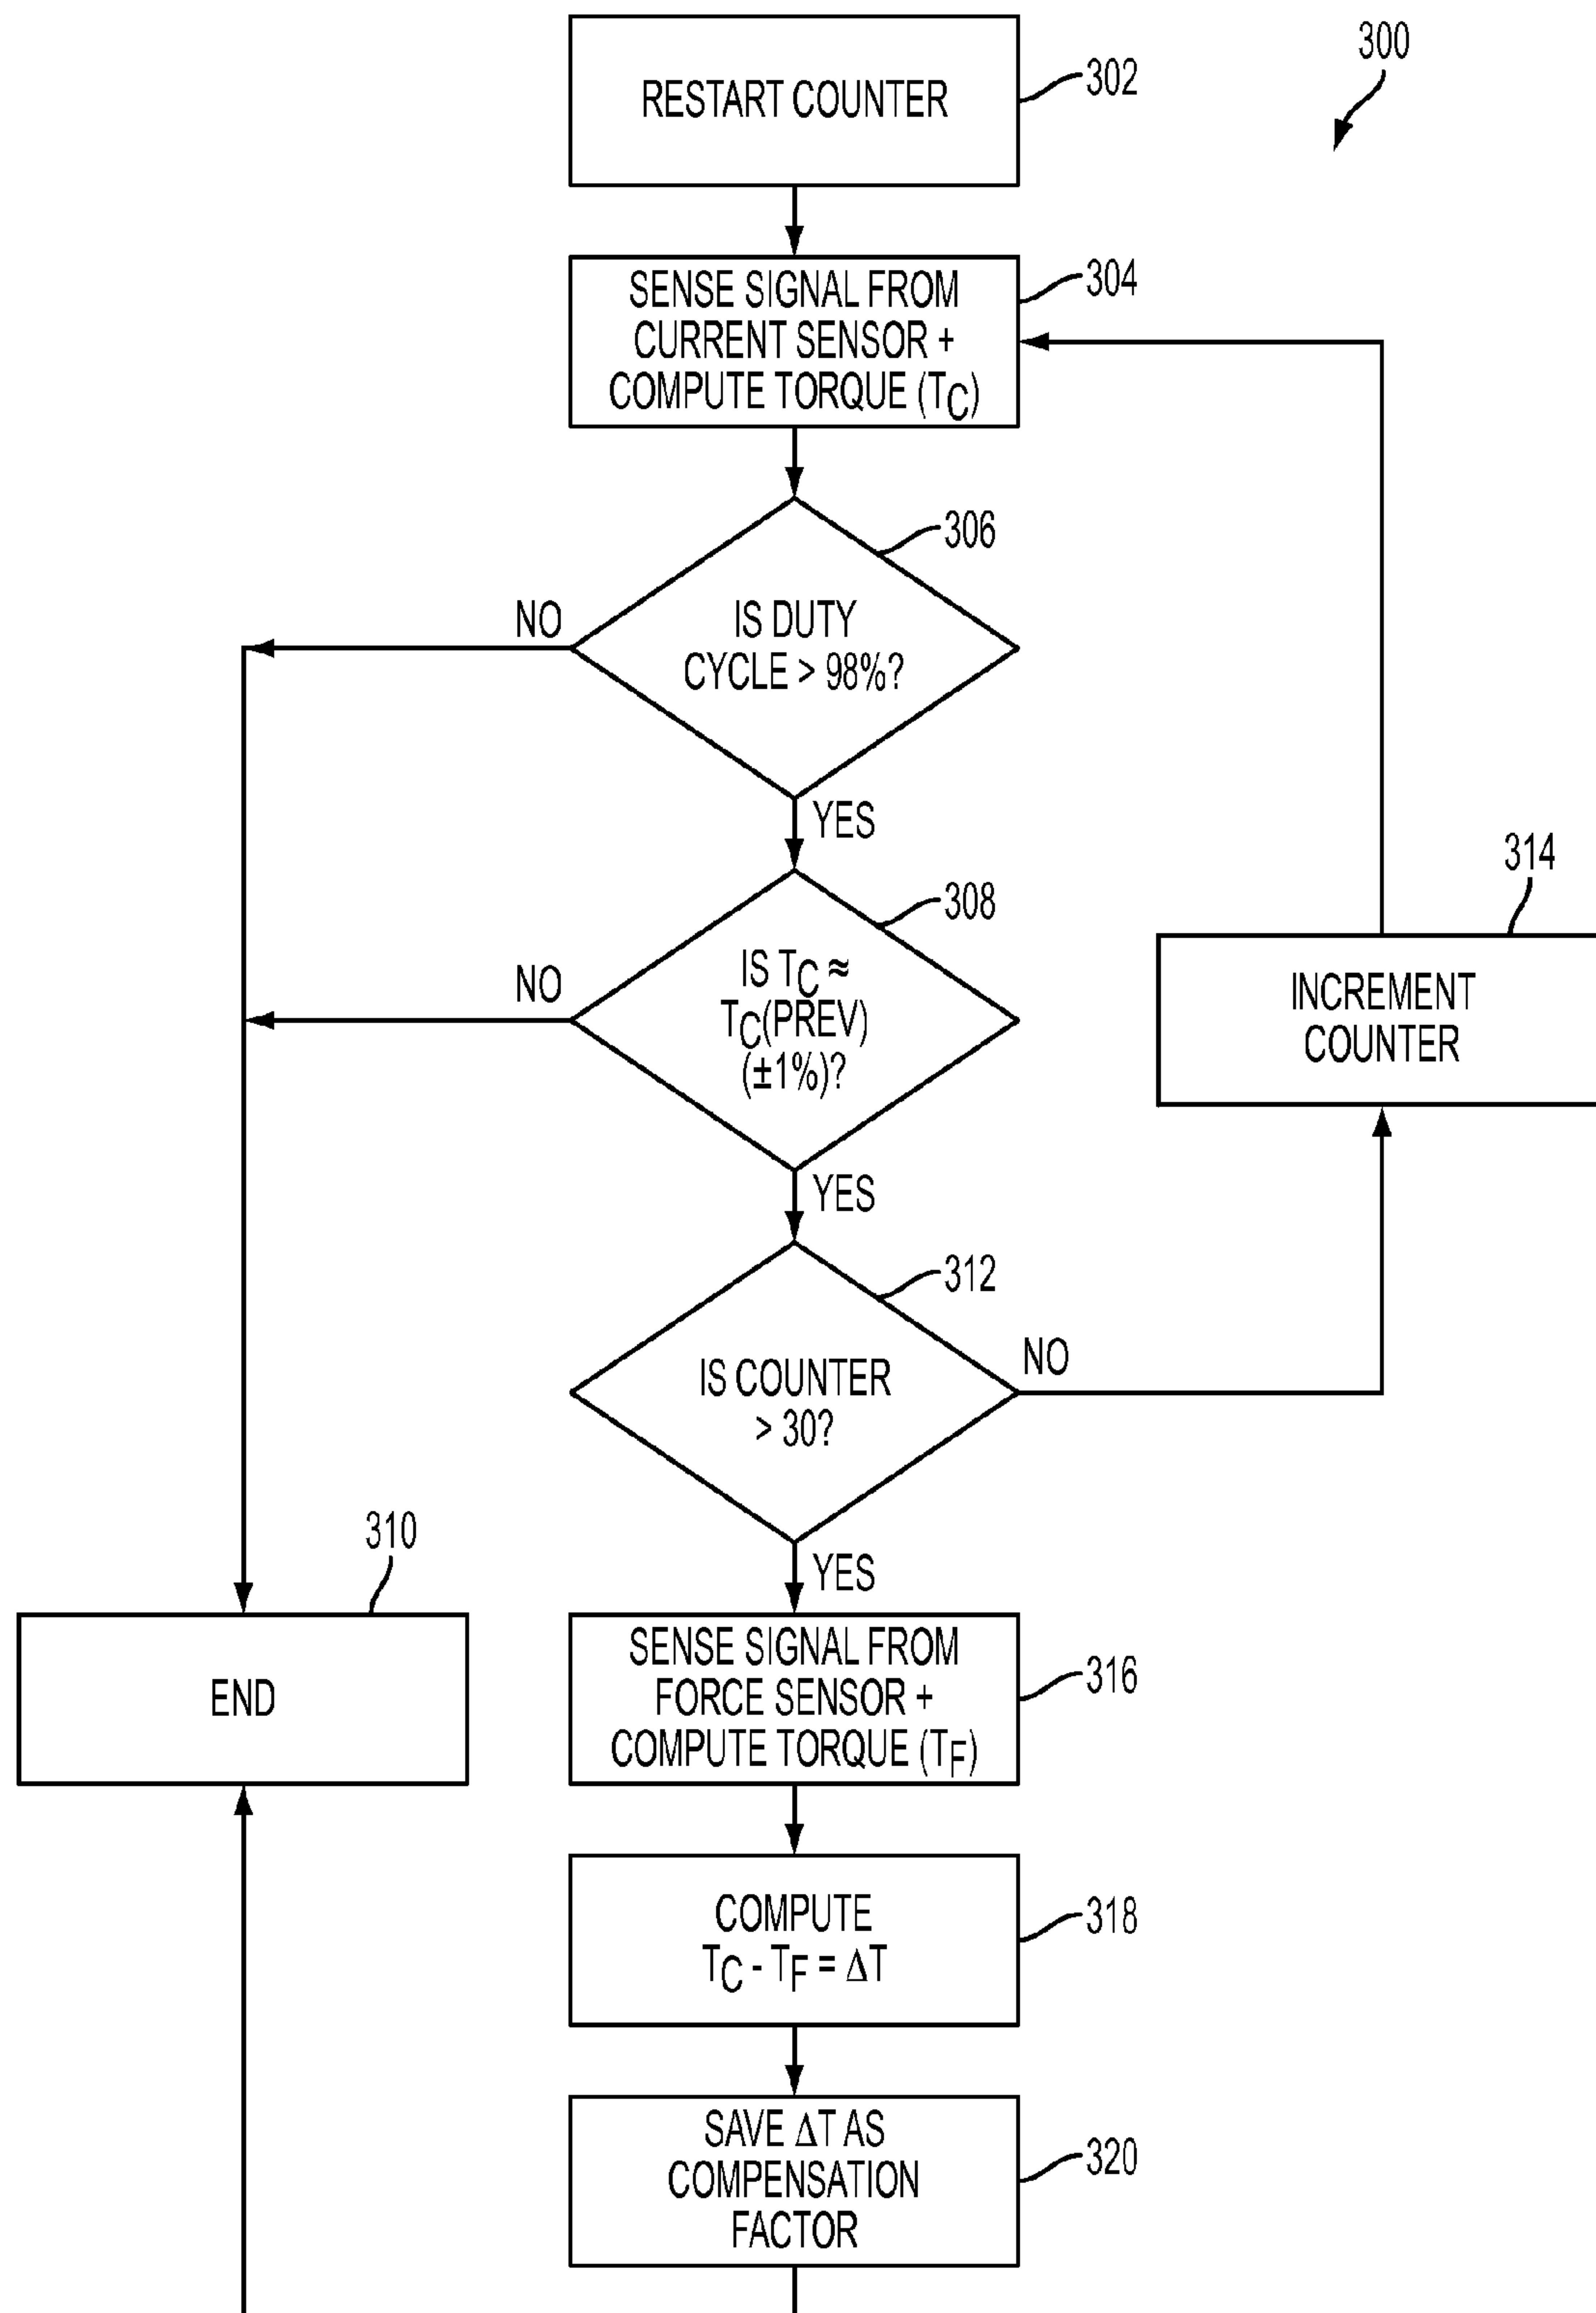 300
RESTART COUNTER
302
SENSE SIGNAL FROM
CURRENT SENSOR +
COMPUTE TORQUE (TC)
304
IS DUTY
CYCLE > 98%?
306
NO
YES
IS TC ≈
TC(PREV)
(±1%)?
308
NO
YES
314
INCREMENT
COUNTER
IS COUNTER
> 30?
312
NO
YES
310
END
SENSE SIGNAL FROM
FORCE SENSOR +
COMPUTE TORQUE (TF)
316
COMPUTE
TC - TF = ΔT
318
SAVE ΔT AS
COMPENSATION
FACTOR
320